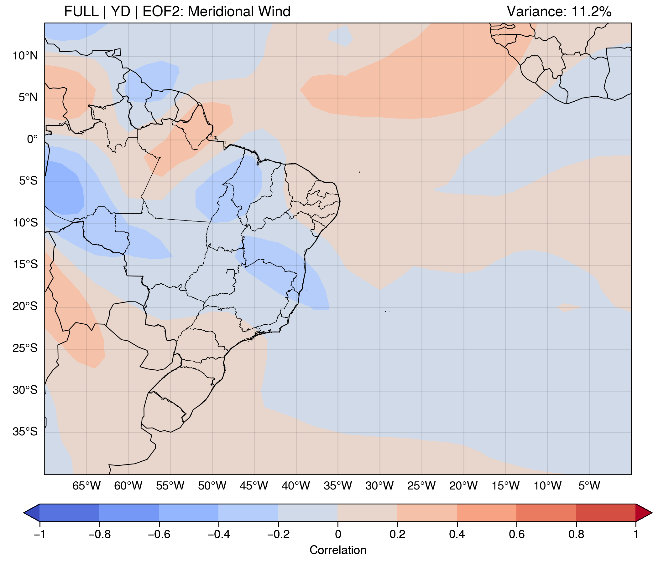 FULL | YD | EOF2: Meridional Wind Variance: 11.2%
10°N
5°N
0°
5°S
10°S
15°S
20°S
25°S
30°S
35°S
65°W 60°W 55°W 50°W 45°W 40°W 35°W 30°W 25°W 20°W 15°W 10°W 5°W
−1 −0.8 −0.6 −0.4 −0.2 0 0.2 0.4 0.6 0.8 1
Correlation